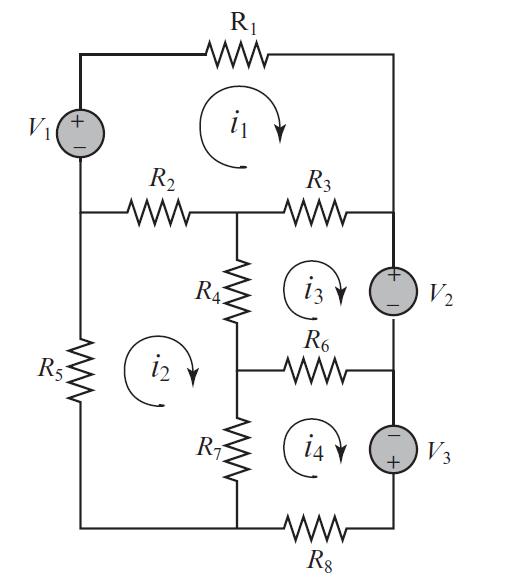 R₁
V₁
+
−
i₁
R₂
R₃
R₄
i₃
+
−
V₂
R₅
i₂
R₆
R₇
i₄
−
+
V₃
R₈